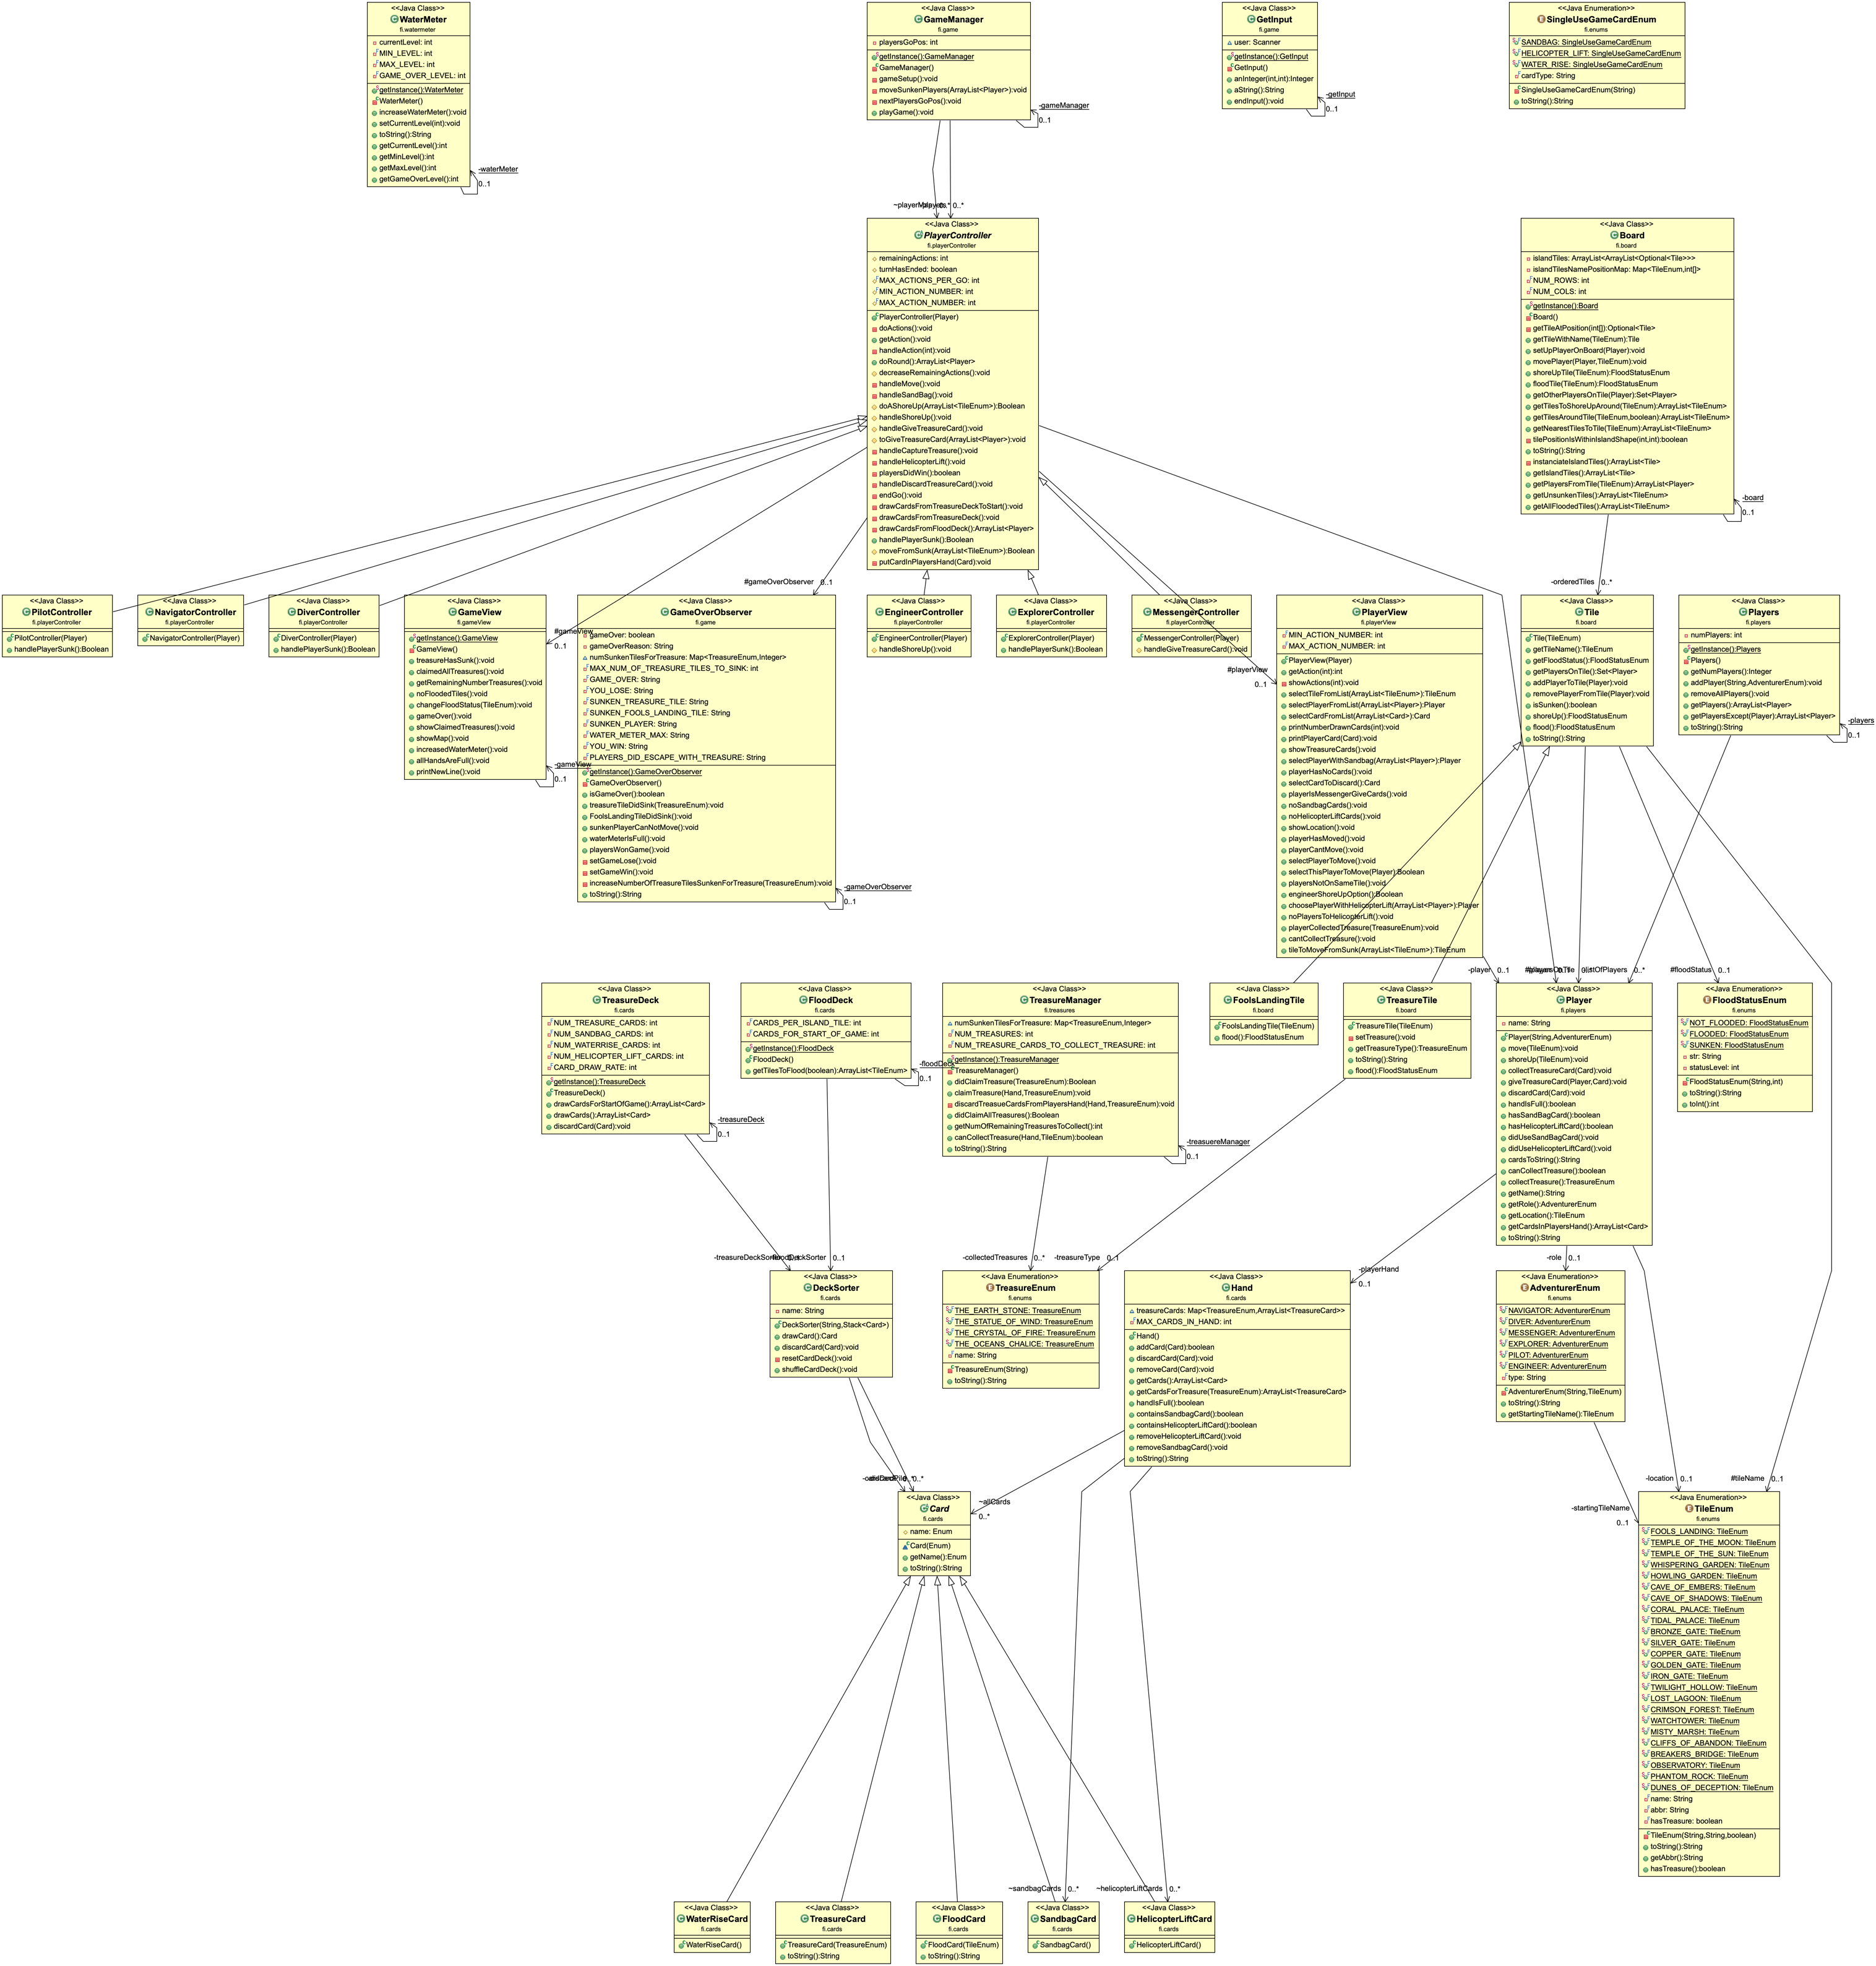 <<Java Class>>
WaterMeter
fi.watermeter
currentLevel: int
MIN_LEVEL: int
MAX_LEVEL: int
GAME_OVER_LEVEL: int
getInstance():WaterMeter
WaterMeter()
increaseWaterMeter():void
setCurrentLevel(int):void
toString():String
getCurrentLevel():int
getMinLevel():int
getMaxLevel():int
getGameOverLevel():int
-waterMeter
0..1
<<Java Class>>
GameManager
fi.game
playersGoPos: int
getInstance():GameManager
GameManager()
gameSetup():void
moveSunkenPlayers(ArrayList<Player>):void
nextPlayersGoPos():void
playGame():void
-gameManager
0..1
<<Java Class>>
GetInput
fi.game
user: Scanner
getInstance():GetInput
GetInput()
anInteger(int,int):Integer
aString():String
endInput():void
-getInput
0..1
<<Java Enumeration>>
SingleUseGameCardEnum
fi.enums
SANDBAG: SingleUseGameCardEnum
HELICOPTER_LIFT: SingleUseGameCardEnum
WATER_RISE: SingleUseGameCardEnum
cardType: String
SingleUseGameCardEnum(String)
toString():String
0..*
<<Java Class>>
PlayerController
fi.playerController
remainingActions: int
turnHasEnded: boolean
MAX_ACTIONS_PER_GO: int
MIN_ACTION_NUMBER: int
MAX_ACTION_NUMBER: int
PlayerController(Player)
doActions():void
getAction():void
handleAction(int):void
doRound():ArrayList<Player>
decreaseRemainingActions():void
handleMove():void
handleSandBag():void
doAShoreUp(ArrayList<TileEnum>):Boolean
handleShoreUp():void
handleGiveTreasureCard():void
toGiveTreasureCard(ArrayList<Player>):void
handleCaptureTreasure():void
handleHelicopterLift():void
playersDidWin():boolean
handleDiscardTreasureCard():void
endGo():void
drawCardsFromTreasureDeckToStart():void
drawCardsFromTreasureDeck():void
drawCardsFromFloodDeck():ArrayList<Player>
handlePlayerSunk():Boolean
moveFromSunk(ArrayList<TileEnum>):Boolean
putCardInPlayersHand(Card):void
<<Java Class>>
Board
fi.board
islandTiles: ArrayList<ArrayList<Optional<Tile>>>
islandTilesNamePositionMap: Map<TileEnum,int[]>
NUM_ROWS: int
NUM_COLS: int
getInstance():Board
Board()
getTileAtPosition(int[]):Optional<Tile>
getTileWithName(TileEnum):Tile
setUpPlayerOnBoard(Player):void
movePlayer(Player,TileEnum):void
shoreUpTile(TileEnum):FloodStatusEnum
floodTile(TileEnum):FloodStatusEnum
getOtherPlayersOnTile(Player):Set<Player>
getTilesToShoreUpAround(TileEnum):ArrayList<TileEnum>
getTilesAroundTile(TileEnum,boolean):ArrayList<TileEnum>
getNearestTilesToTile(TileEnum):ArrayList<TileEnum>
tilePositionIsWithinIslandShape(int,int):boolean
toString():String
instanciateIslandTiles():ArrayList<Tile>
getIslandTiles():ArrayList<Tile>
getPlayersFromTile(TileEnum):ArrayList<Player>
getUnsunkenTiles():ArrayList<TileEnum>
getAllFloodedTiles():ArrayList<TileEnum>
-board
0..1
#gameOverObserver 0..1
-orderedTiles 0..*
<<Java Class>>
PilotController
fi.playerController
PilotController(Player)
handlePlayerSunk():Boolean
<<Java Class>>
NavigatorController
fi.playerController
NavigatorController(Player)
<<Java Class>>
DiverController
fi.playerController
DiverController(Player)
handlePlayerSunk():Boolean
<<Java Class>>
GameView
fi.gameView
getInstance():GameView
GameView()
treasureHasSunk():void
claimedAllTreasures():void
getRemainingNumberTreasures():void
noFloodedTiles():void
changeFloodStatus(TileEnum):void
gameOver():void
showClaimedTreasures():void
showMap():void
increasedWaterMeter():void
allHandsAreFull():void
printNewLine():void
#gameView
0..1
-gameView
0..1
<<Java Class>>
GameOverObserver
fi.game
gameOver: boolean
gameOverReason: String
numSunkenTilesForTreasure: Map<TreasureEnum,Integer>
MAX_NUM_OF_TREASURE_TILES_TO_SINK: int
GAME_OVER: String
YOU_LOSE: String
SUNKEN_TREASURE_TILE: String
SUNKEN_FOOLS_LANDING_TILE: String
SUNKEN_PLAYER: String
WATER_METER_MAX: String
YOU_WIN: String
PLAYERS_DID_ESCAPE_WITH_TREASURE: String
getInstance():GameOverObserver
GameOverObserver()
isGameOver():boolean
treasureTileDidSink(TreasureEnum):void
FoolsLandingTileDidSink():void
sunkenPlayerCanNotMove():void
waterMeterIsFull():void
playersWonGame():void
setGameLose():void
setGameWin():void
increaseNumberOfTreasureTilesSunkenForTreasure(TreasureEnum):void
toString():String
-gameOverObserver
0..1
<<Java Class>>
EngineerController
fi.playerController
EngineerController(Player)
handleShoreUp():void
<<Java Class>>
ExplorerController
fi.playerController
ExplorerController(Player)
handlePlayerSunk():Boolean
<<Java Class>>
MessengerController
fi.playerController
MessengerController(Player)
handleGiveTreasureCard():void
#playerView
0..1
<<Java Class>>
PlayerView
fi.playerView
MIN_ACTION_NUMBER: int
MAX_ACTION_NUMBER: int
PlayerView(Player)
getAction(int):int
showActions(int):void
selectTileFromList(ArrayList<TileEnum>):TileEnum
selectPlayerFromList(ArrayList<Player>):Player
selectCardFromList(ArrayList<Card>):Card
printNumberDrawnCards(int):void
printPlayerCard(Card):void
showTreasureCards():void
selectPlayerWithSandbag(ArrayList<Player>):Player
playerHasNoCards():void
selectCardToDiscard():Card
playerIsMessengerGiveCards():void
noSandbagCards():void
noHelicopterLiftCards():void
showLocation():void
playerHasMoved():void
playerCantMove():void
selectPlayerToMove():void
selectThisPlayerToMove(Player):Boolean
playersNotOnSameTile():void
engineerShoreUpOption():Boolean
choosePlayerWithHelicopterLift(ArrayList<Player>):Player
noPlayersToHelicopterLift():void
playerCollectedTreasure(TreasureEnum):void
cantCollectTreasure():void
tileToMoveFromSunk(ArrayList<TileEnum>):TileEnum
<<Java Class>>
Tile
fi.board
Tile(TileEnum)
getTileName():TileEnum
getFloodStatus():FloodStatusEnum
getPlayersOnTile():Set<Player>
addPlayerToTile(Player):void
removePlayerFromTile(Player):void
isSunken():boolean
shoreUp():FloodStatusEnum
flood():FloodStatusEnum
toString():String
<<Java Class>>
Players
fi.players
numPlayers: int
getInstance():Players
Players()
getNumPlayers():Integer
addPlayer(String,AdventurerEnum):void
removeAllPlayers():void
getPlayers():ArrayList<Player>
getPlayersExcept(Player):ArrayList<Player>
toString():String
-players
0..1
-player 0..1
0..*
#floodStatus 0..1
<<Java Class>>
TreasureDeck
fi.cards
NUM_TREASURE_CARDS: int
NUM_SANDBAG_CARDS: int
NUM_WATERRISE_CARDS: int
NUM_HELICOPTER_LIFT_CARDS: int
CARD_DRAW_RATE: int
getInstance():TreasureDeck
TreasureDeck()
drawCardsForStartOfGame():ArrayList<Card>
drawCards():ArrayList<Card>
discardCard(Card):void
-treasureDeck
0..1
<<Java Class>>
FloodDeck
fi.cards
CARDS_PER_ISLAND_TILE: int
CARDS_FOR_START_OF_GAME: int
getInstance():FloodDeck
FloodDeck()
getTilesToFlood(boolean):ArrayList<TileEnum>
-floodDeck
0..1
<<Java Class>>
TreasureManager
fi.treasures
numSunkenTilesForTreasure: Map<TreasureEnum,Integer>
NUM_TREASURES: int
NUM_TREASURE_CARDS_TO_COLLECT_TREASURE: int
getInstance():TreasureManager
TreasureManager()
didClaimTreasure(TreasureEnum):Boolean
claimTreasure(Hand,TreasureEnum):void
discardTreasueCardsFromPlayersHand(Hand,TreasureEnum):void
didClaimAllTreasures():Boolean
getNumOfRemainingTreasuresToCollect():int
canCollectTreasure(Hand,TileEnum):boolean
toString():String
-treasuereManager
0..1
<<Java Class>>
FoolsLandingTile
fi.board
FoolsLandingTile(TileEnum)
flood():FloodStatusEnum
<<Java Class>>
TreasureTile
fi.board
TreasureTile(TileEnum)
setTreasure():void
getTreasureType():TreasureEnum
toString():String
flood():FloodStatusEnum
<<Java Class>>
Player
fi.players
name: String
Player(String,AdventurerEnum)
move(TileEnum):void
shoreUp(TileEnum):void
collectTreasureCard(Card):void
giveTreasureCard(Player,Card):void
discardCard(Card):void
handIsFull():boolean
hasSandBagCard():boolean
hasHelicopterLiftCard():boolean
didUseSandBagCard():void
didUseHelicopterLiftCard():void
cardsToString():String
canCollectTreasure():boolean
collectTreasure():TreasureEnum
getName():String
getRole():AdventurerEnum
getLocation():TileEnum
getCardsInPlayersHand():ArrayList<Card>
toString():String
<<Java Enumeration>>
FloodStatusEnum
fi.enums
NOT_FLOODED: FloodStatusEnum
FLOODED: FloodStatusEnum
SUNKEN: FloodStatusEnum
str: String
statusLevel: int
FloodStatusEnum(String,int)
toString():String
toInt():int
0..1
-collectedTreasures 0..*
-treasureType 0..1
-playerHand
0..1
-role 0..1
<<Java Class>>
DeckSorter
fi.cards
name: String
DeckSorter(String,Stack<Card>)
drawCard():Card
discardCard(Card):void
resetCardDeck():void
shuffleCardDeck():void
<<Java Enumeration>>
TreasureEnum
fi.enums
THE_EARTH_STONE: TreasureEnum
THE_STATUE_OF_WIND: TreasureEnum
THE_CRYSTAL_OF_FIRE: TreasureEnum
THE_OCEANS_CHALICE: TreasureEnum
name: String
TreasureEnum(String)
toString():String
<<Java Class>>
Hand
fi.cards
treasureCards: Map<TreasureEnum,ArrayList<TreasureCard>>
MAX_CARDS_IN_HAND: int
Hand()
addCard(Card):boolean
discardCard(Card):void
removeCard(Card):void
getCards():ArrayList<Card>
getCardsForTreasure(TreasureEnum):ArrayList<TreasureCard>
handIsFull():boolean
containsSandbagCard():boolean
containsHelicopterLiftCard():boolean
removeHelicopterLiftCard():void
removeSandbagCard():void
toString():String
<<Java Enumeration>>
AdventurerEnum
fi.enums
NAVIGATOR: AdventurerEnum
DIVER: AdventurerEnum
MESSENGER: AdventurerEnum
EXPLORER: AdventurerEnum
PILOT: AdventurerEnum
ENGINEER: AdventurerEnum
type: String
AdventurerEnum(String,TileEnum)
toString():String
getStartingTileName():TileEnum
0..*
~allCards
0..*
-location 0..1
#tileName 0..1
-startingTileName
0..1
<<Java Class>>
Card
fi.cards
name: Enum
Card(Enum)
getName():Enum
toString():String
<<Java Enumeration>>
TileEnum
fi.enums
FOOLS_LANDING: TileEnum
TEMPLE_OF_THE_MOON: TileEnum
TEMPLE_OF_THE_SUN: TileEnum
WHISPERING_GARDEN: TileEnum
HOWLING_GARDEN: TileEnum
CAVE_OF_EMBERS: TileEnum
CAVE_OF_SHADOWS: TileEnum
CORAL_PALACE: TileEnum
TIDAL_PALACE: TileEnum
BRONZE_GATE: TileEnum
SILVER_GATE: TileEnum
COPPER_GATE: TileEnum
GOLDEN_GATE: TileEnum
IRON_GATE: TileEnum
TWILIGHT_HOLLOW: TileEnum
LOST_LAGOON: TileEnum
CRIMSON_FOREST: TileEnum
WATCHTOWER: TileEnum
MISTY_MARSH: TileEnum
CLIFFS_OF_ABANDON: TileEnum
BREAKERS_BRIDGE: TileEnum
OBSERVATORY: TileEnum
PHANTOM_ROCK: TileEnum
DUNES_OF_DECEPTION: TileEnum
name: String
abbr: String
hasTreasure: boolean
TileEnum(String,String,boolean)
toString():String
getAbbr():String
hasTreasure():boolean
~sandbagCards 0..*
~helicopterLiftCards 0..*
<<Java Class>>
WaterRiseCard
fi.cards
WaterRiseCard()
<<Java Class>>
TreasureCard
fi.cards
TreasureCard(TreasureEnum)
toString():String
<<Java Class>>
FloodCard
fi.cards
FloodCard(TileEnum)
toString():String
<<Java Class>>
SandbagCard
fi.cards
SandbagCard()
<<Java Class>>
HelicopterLiftCard
fi.cards
HelicopterLiftCard()